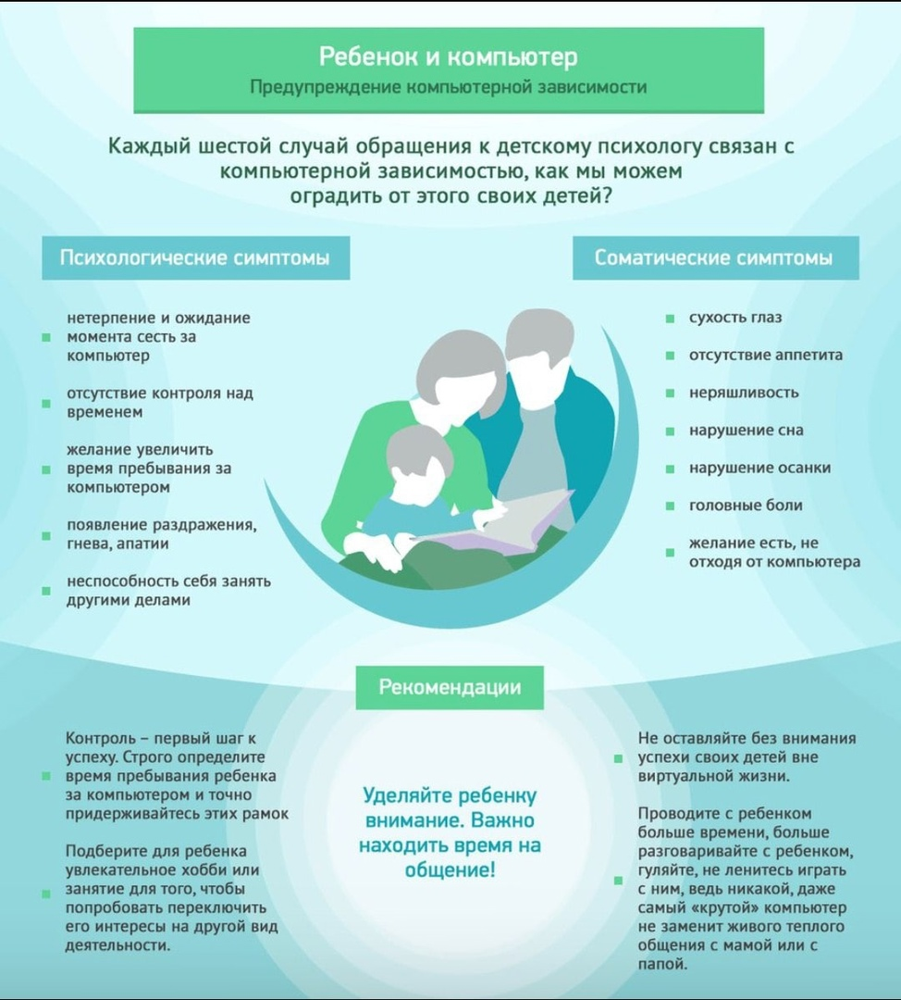 Ребенок и компьютер
Предупреждение компьютерной зависимости
Каждый шестой случай обращения к детскому психологу связан с
компьютерной зависимостью, как мы можем
оградить от этого своих детей?
Психологические симптомы
нетерпение и ожидание
момента сесть за
компьютер
отсутствие контроля над
временем
желание увеличить
время пребывания за
компьютером
появление раздражения,
гнева, апатии
неспособность себя занять
другими делами
Соматические симптомы
сухость глаз
отсутствие аппетита
неряшливость
нарушение сна
нарушение осанки
головные боли
желание есть, не
отходя от компьютера
Рекомендации
Контроль – первый шаг к
успеху. Строго определите
время пребывания ребенка
за компьютером и точно
придерживайтесь этих рамок
Подберите для ребенка
увлекательное хобби или
занятие для того, чтобы
попробовать переключить
его интересы на другой вид
деятельности.
Уделяйте ребенку
внимание. Важно
находить время на
общение!
Не оставляйте без внимания
успехи своих детей вне
виртуальной жизни.
Проводите с ребенком
больше времени, больше
разговаривайте с ребенком,
гуляйте, не ленитесь играть
с ним, ведь никакой, даже
самый «крутой» компьютер
не заменит живого теплого
общения с мамой или с
папой.